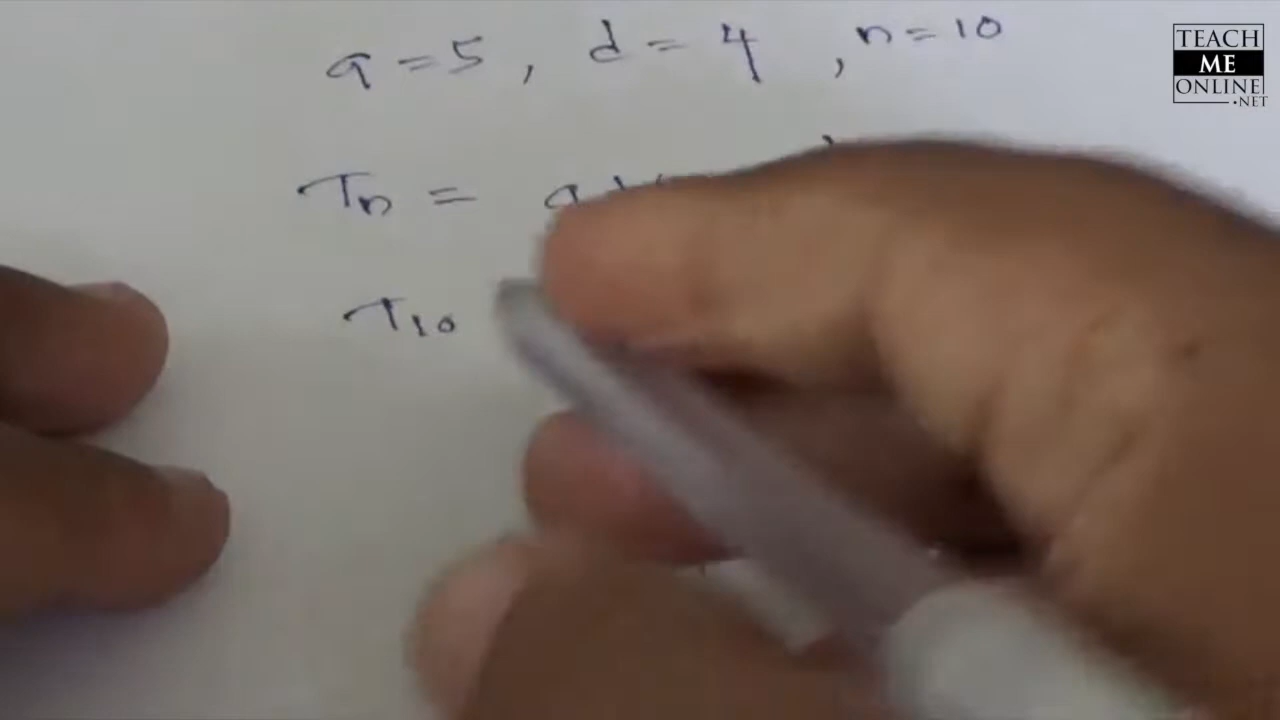 a = 5, d = 4, n = 10
Tn = a+
T10
TEACH
ME
ONLINE
.NET